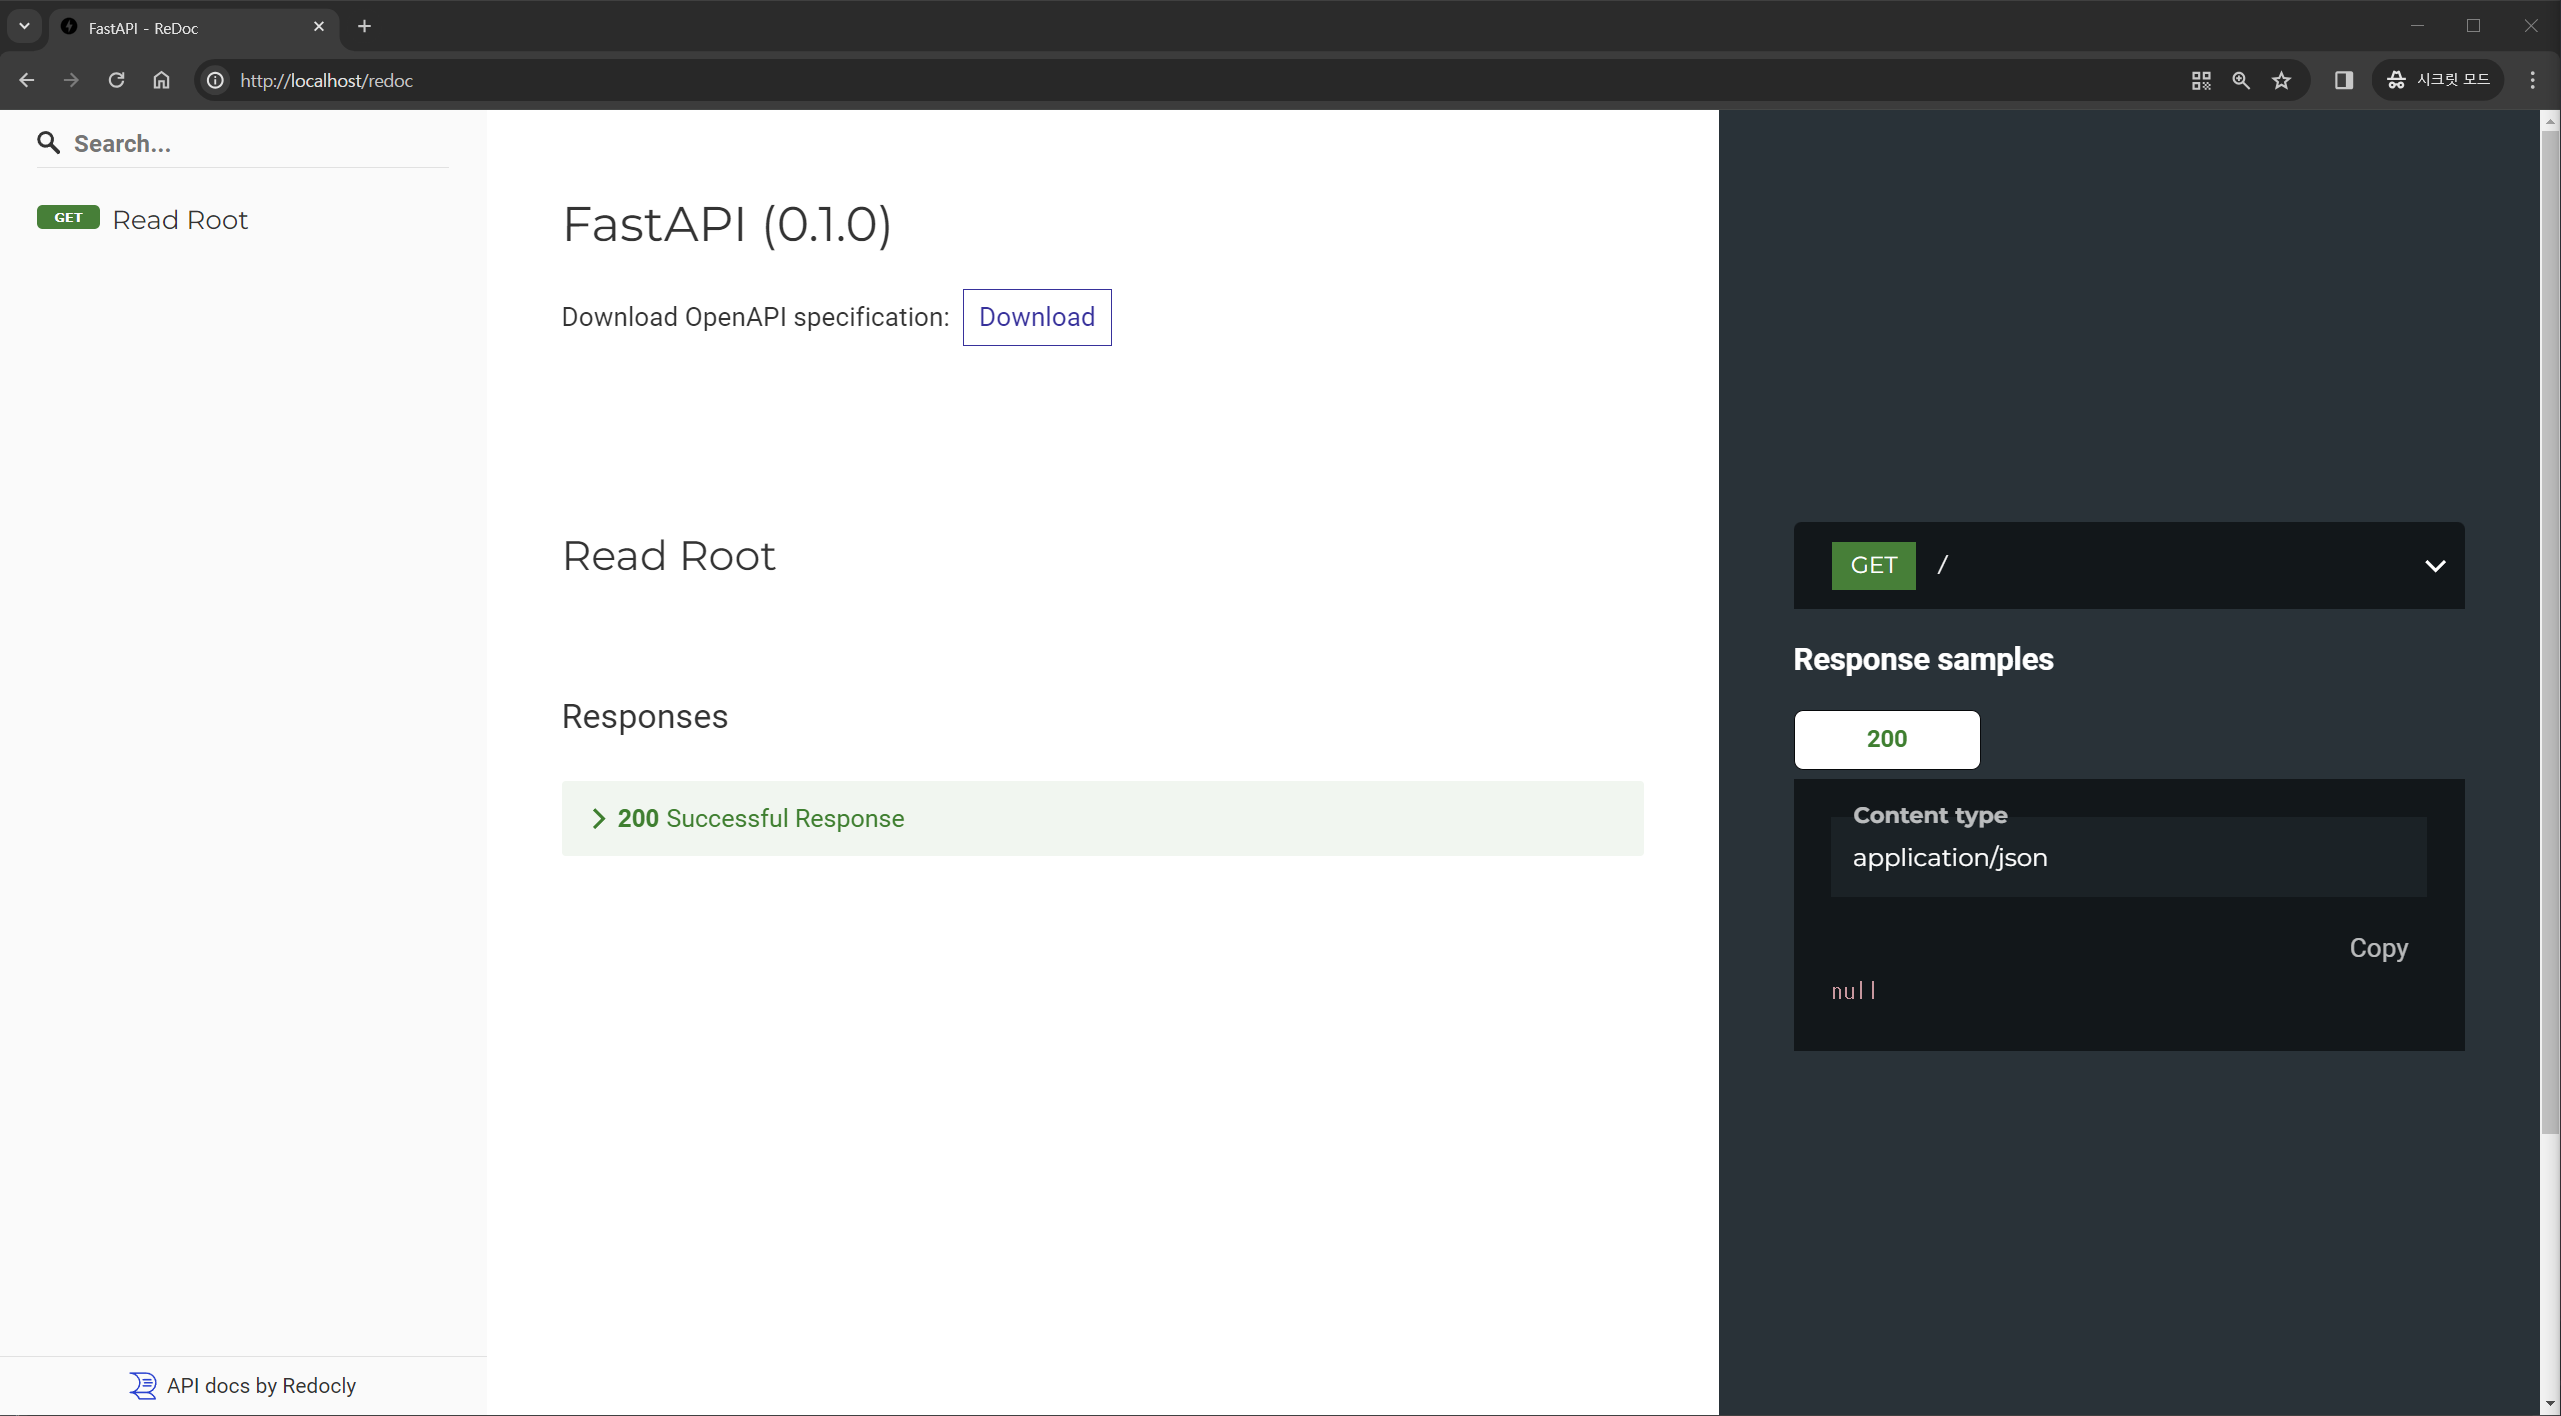 FastAPI - ReDoc
http://localhost/redoc
시크릿 모드
Search...
GET Read Root
API docs by Redocly
FastAPI (0.1.0)
Download OpenAPI specification: Download
Read Root
Responses
200 Successful Response
GET /
Response samples
200
Content type
application/json
Copy
null